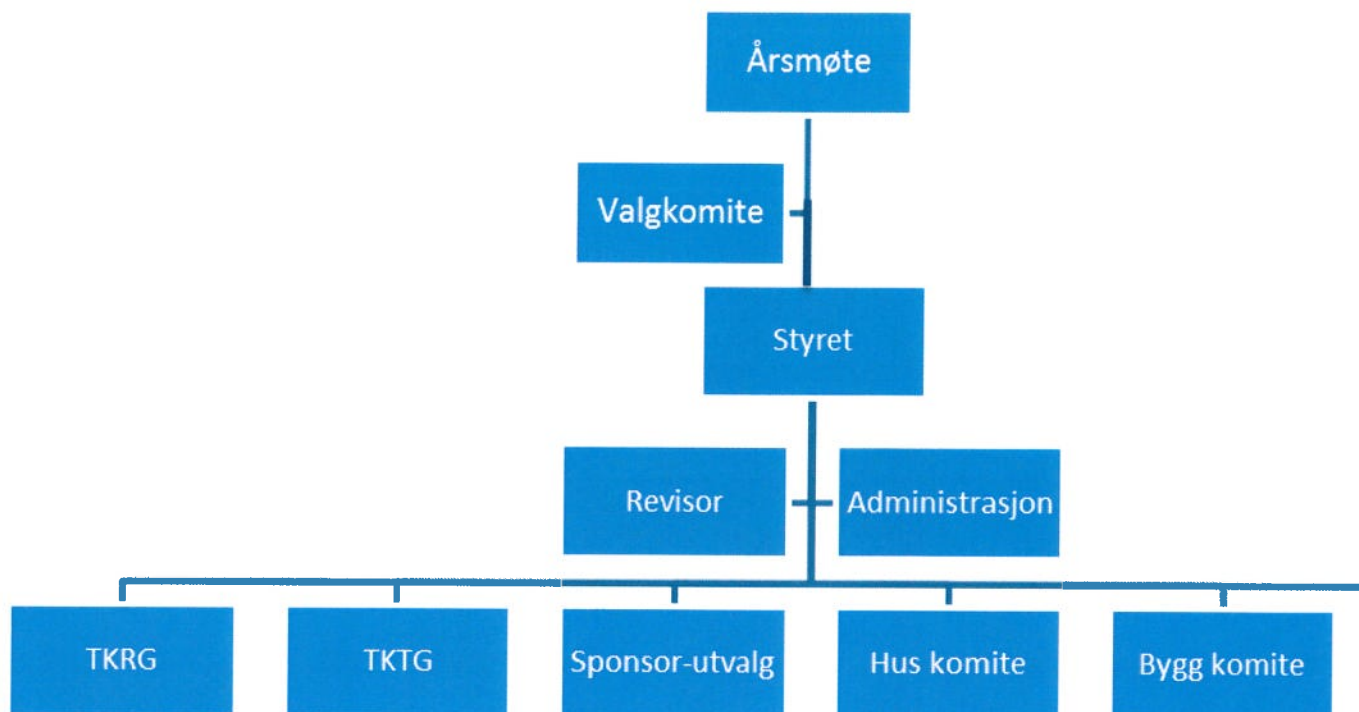 Årsmøte
Valgkomite
Styret
Revisor
Administrasjon
TKRG
TKTG
Sponsor-utvalg
Hus komite
Bygg komite